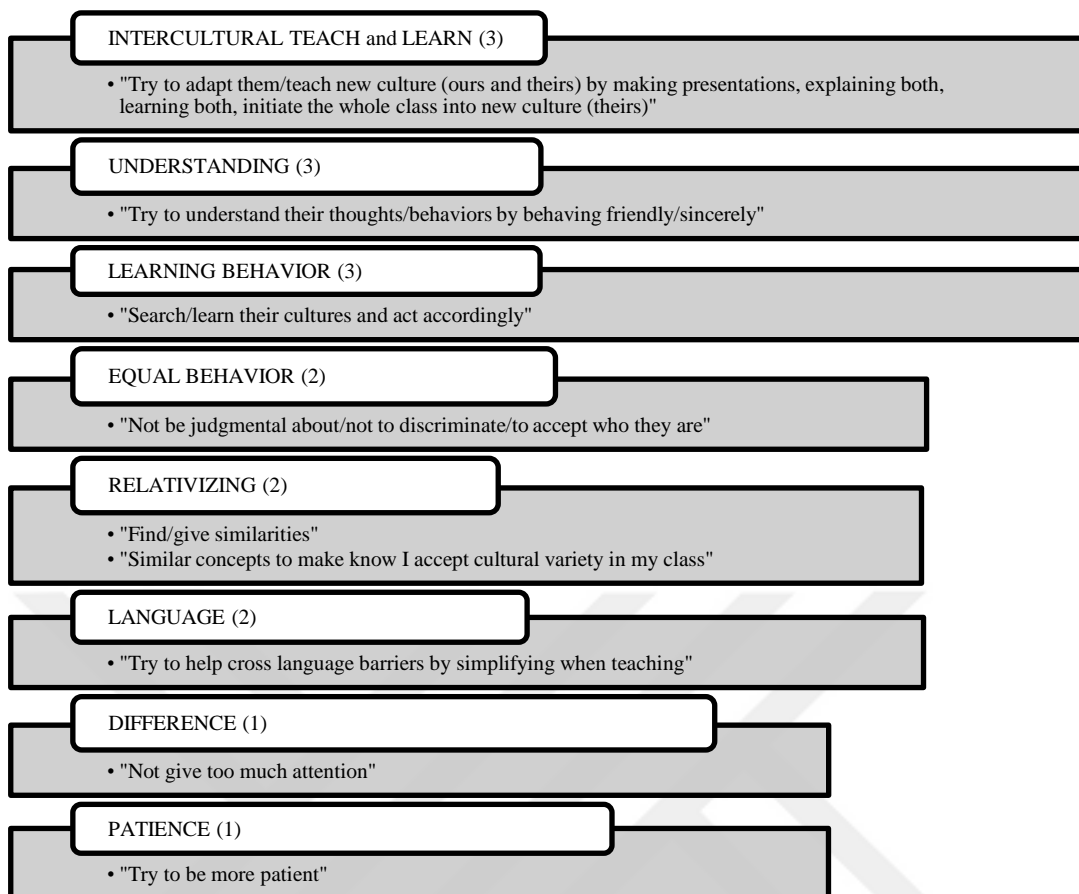 INTERCULTURAL TEACH and LEARN (3)
• "Try to adapt them/teach new culture (ours and theirs) by making presentations, explaining both,
learning both, initiate the whole class into new culture (theirs)"
UNDERSTANDING (3)
• "Try to understand their thoughts/behaviors by behaving friendly/sincerely"
LEARNING BEHAVIOR (3)
• "Search/learn their cultures and act accordingly"
EQUAL BEHAVIOR (2)
• "Not be judgmental about/not to discriminate/to accept who they are"
RELATIVIZING (2)
• "Find/give similarities"
• "Similar concepts to make know I accept cultural variety in my class"
LANGUAGE (2)
• "Try to help cross language barriers by simplifying when teaching"
DIFFERENCE (1)
• "Not give too much attention"
PATIENCE (1)
• "Try to be more patient"